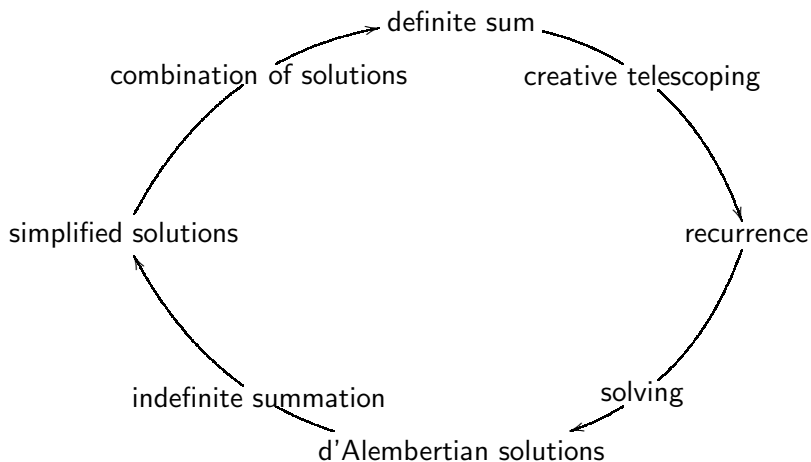 definite sum
combination of solutions
creative telescoping
simplified solutions
recurrence
indefinite summation
solving
d'Alembertian solutions